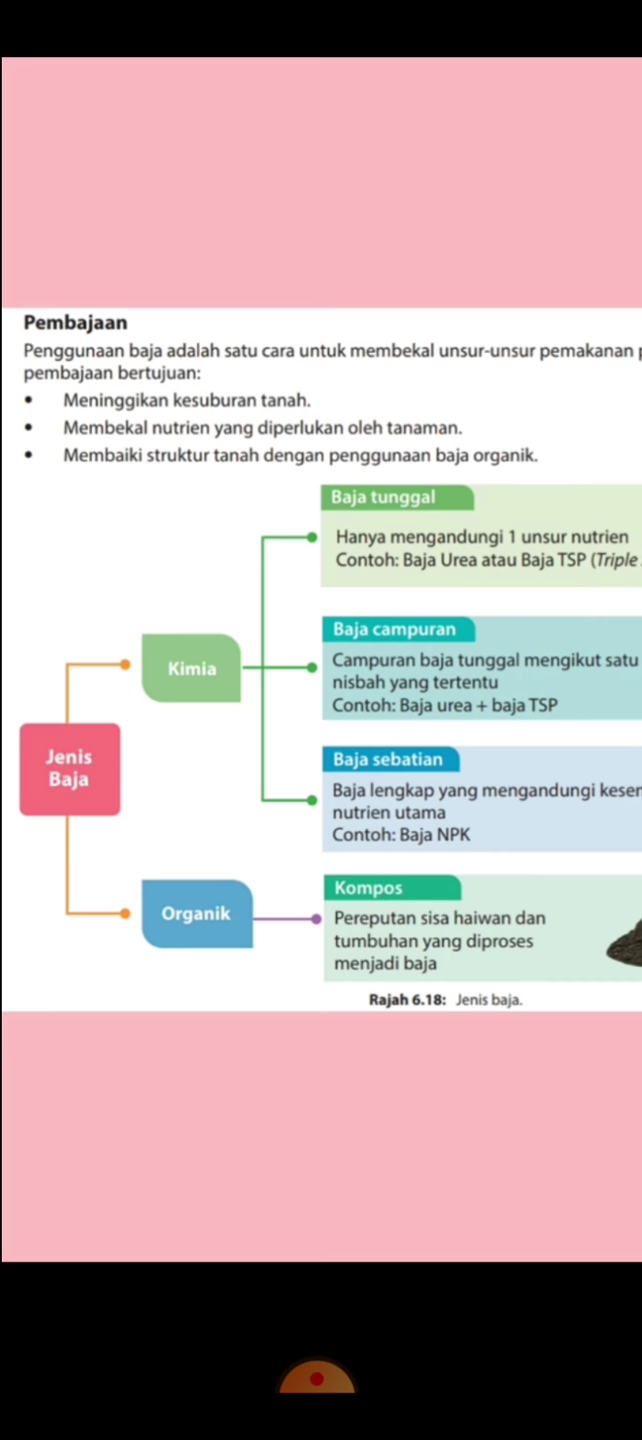 Pembajaan
Penggunaan baja adalah satu cara untuk membekal unsur-unsur pemakanan
pembajaan bertujuan:
• Meninggikan kesuburan tanah.
• Membekal nutrien yang diperlukan oleh tanaman.
• Membaiki struktur tanah dengan penggunaan baja organik.
Baja tunggal
Hanya mengandungi 1 unsur nutrien
Contoh: Baja Urea atau Baja TSP (Triple
Baja campuran
Campuran baja tunggal mengikut satu
nisbah yang tertentu
Contoh: Baja urea + baja TSP
Kimia
Jenis
Baja
Baja sebatian
Baja lengkap yang mengandungi
nutrien utama
Contoh: Baja NPK
Organik
Kompos
Pereputan sisa haiwan dan
tumbuhan yang diproses
menjadi baja
Rajah 6.18: Jenis baja.